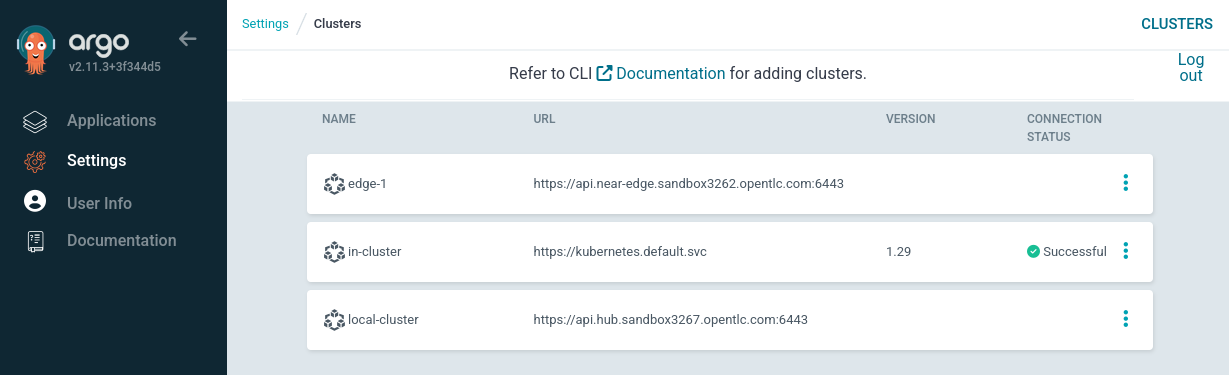 argo
v2.11.3+3f344d5
Applications
Settings
User Info
Documentation
Settings / Clusters
CLUSTERS
Refer to CLI Documentation for adding clusters.
Log
out
NAME URL VERSION CONNECTION
STATUS
edge-1 https://api.near-edge.sandbox3262.opentlc.com:6443
in-cluster https://kubernetes.default.svc 1.29 Successful
local-cluster https://api.hub.sandbox3267.opentlc.com:6443